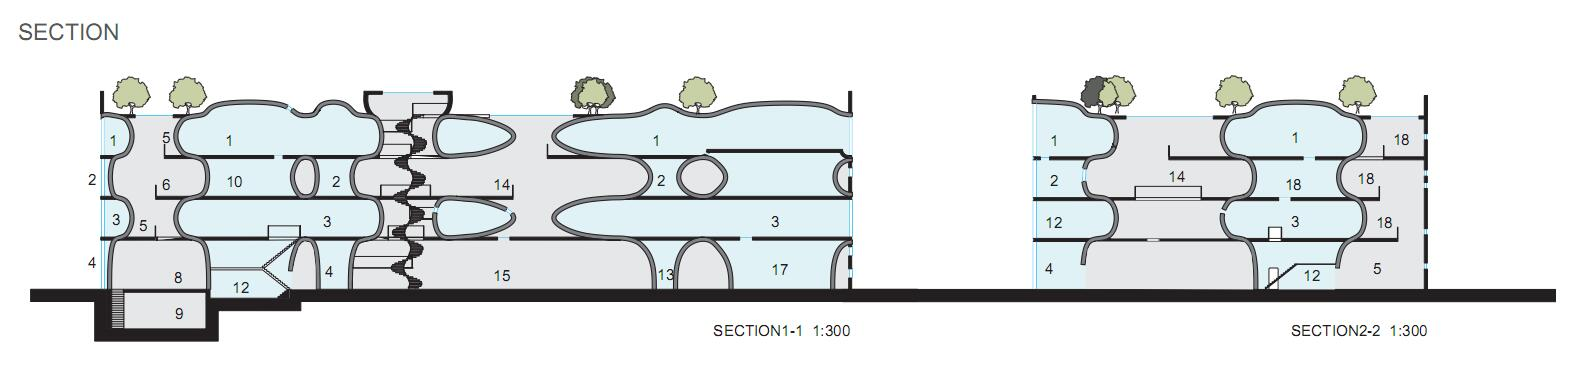 SECTION
1 5 1 1 1 1 18
2 6 10 2 14 2 2 14 18 18
3 5 3 3 12 3 18
4 8 12 4 15 13 17 4 12 5
9
SECTION1-1 1:300 SECTION2-2 1:300